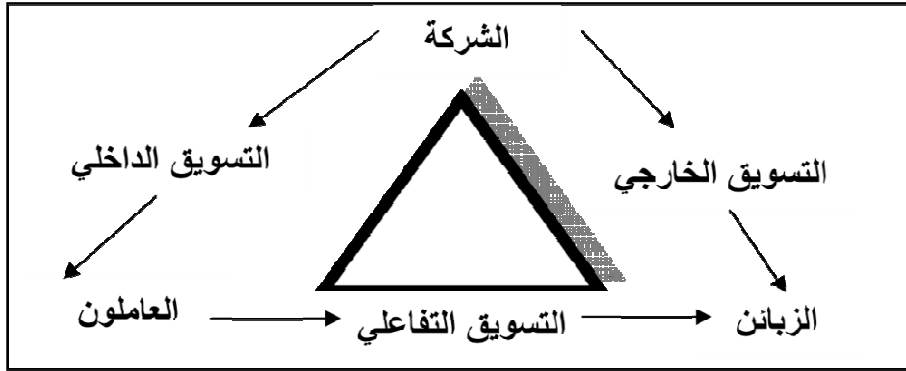 الشركة
التسويق الخارجي
التسويق الداخلي
الزبائن
التسويق التفاعلي
العاملون